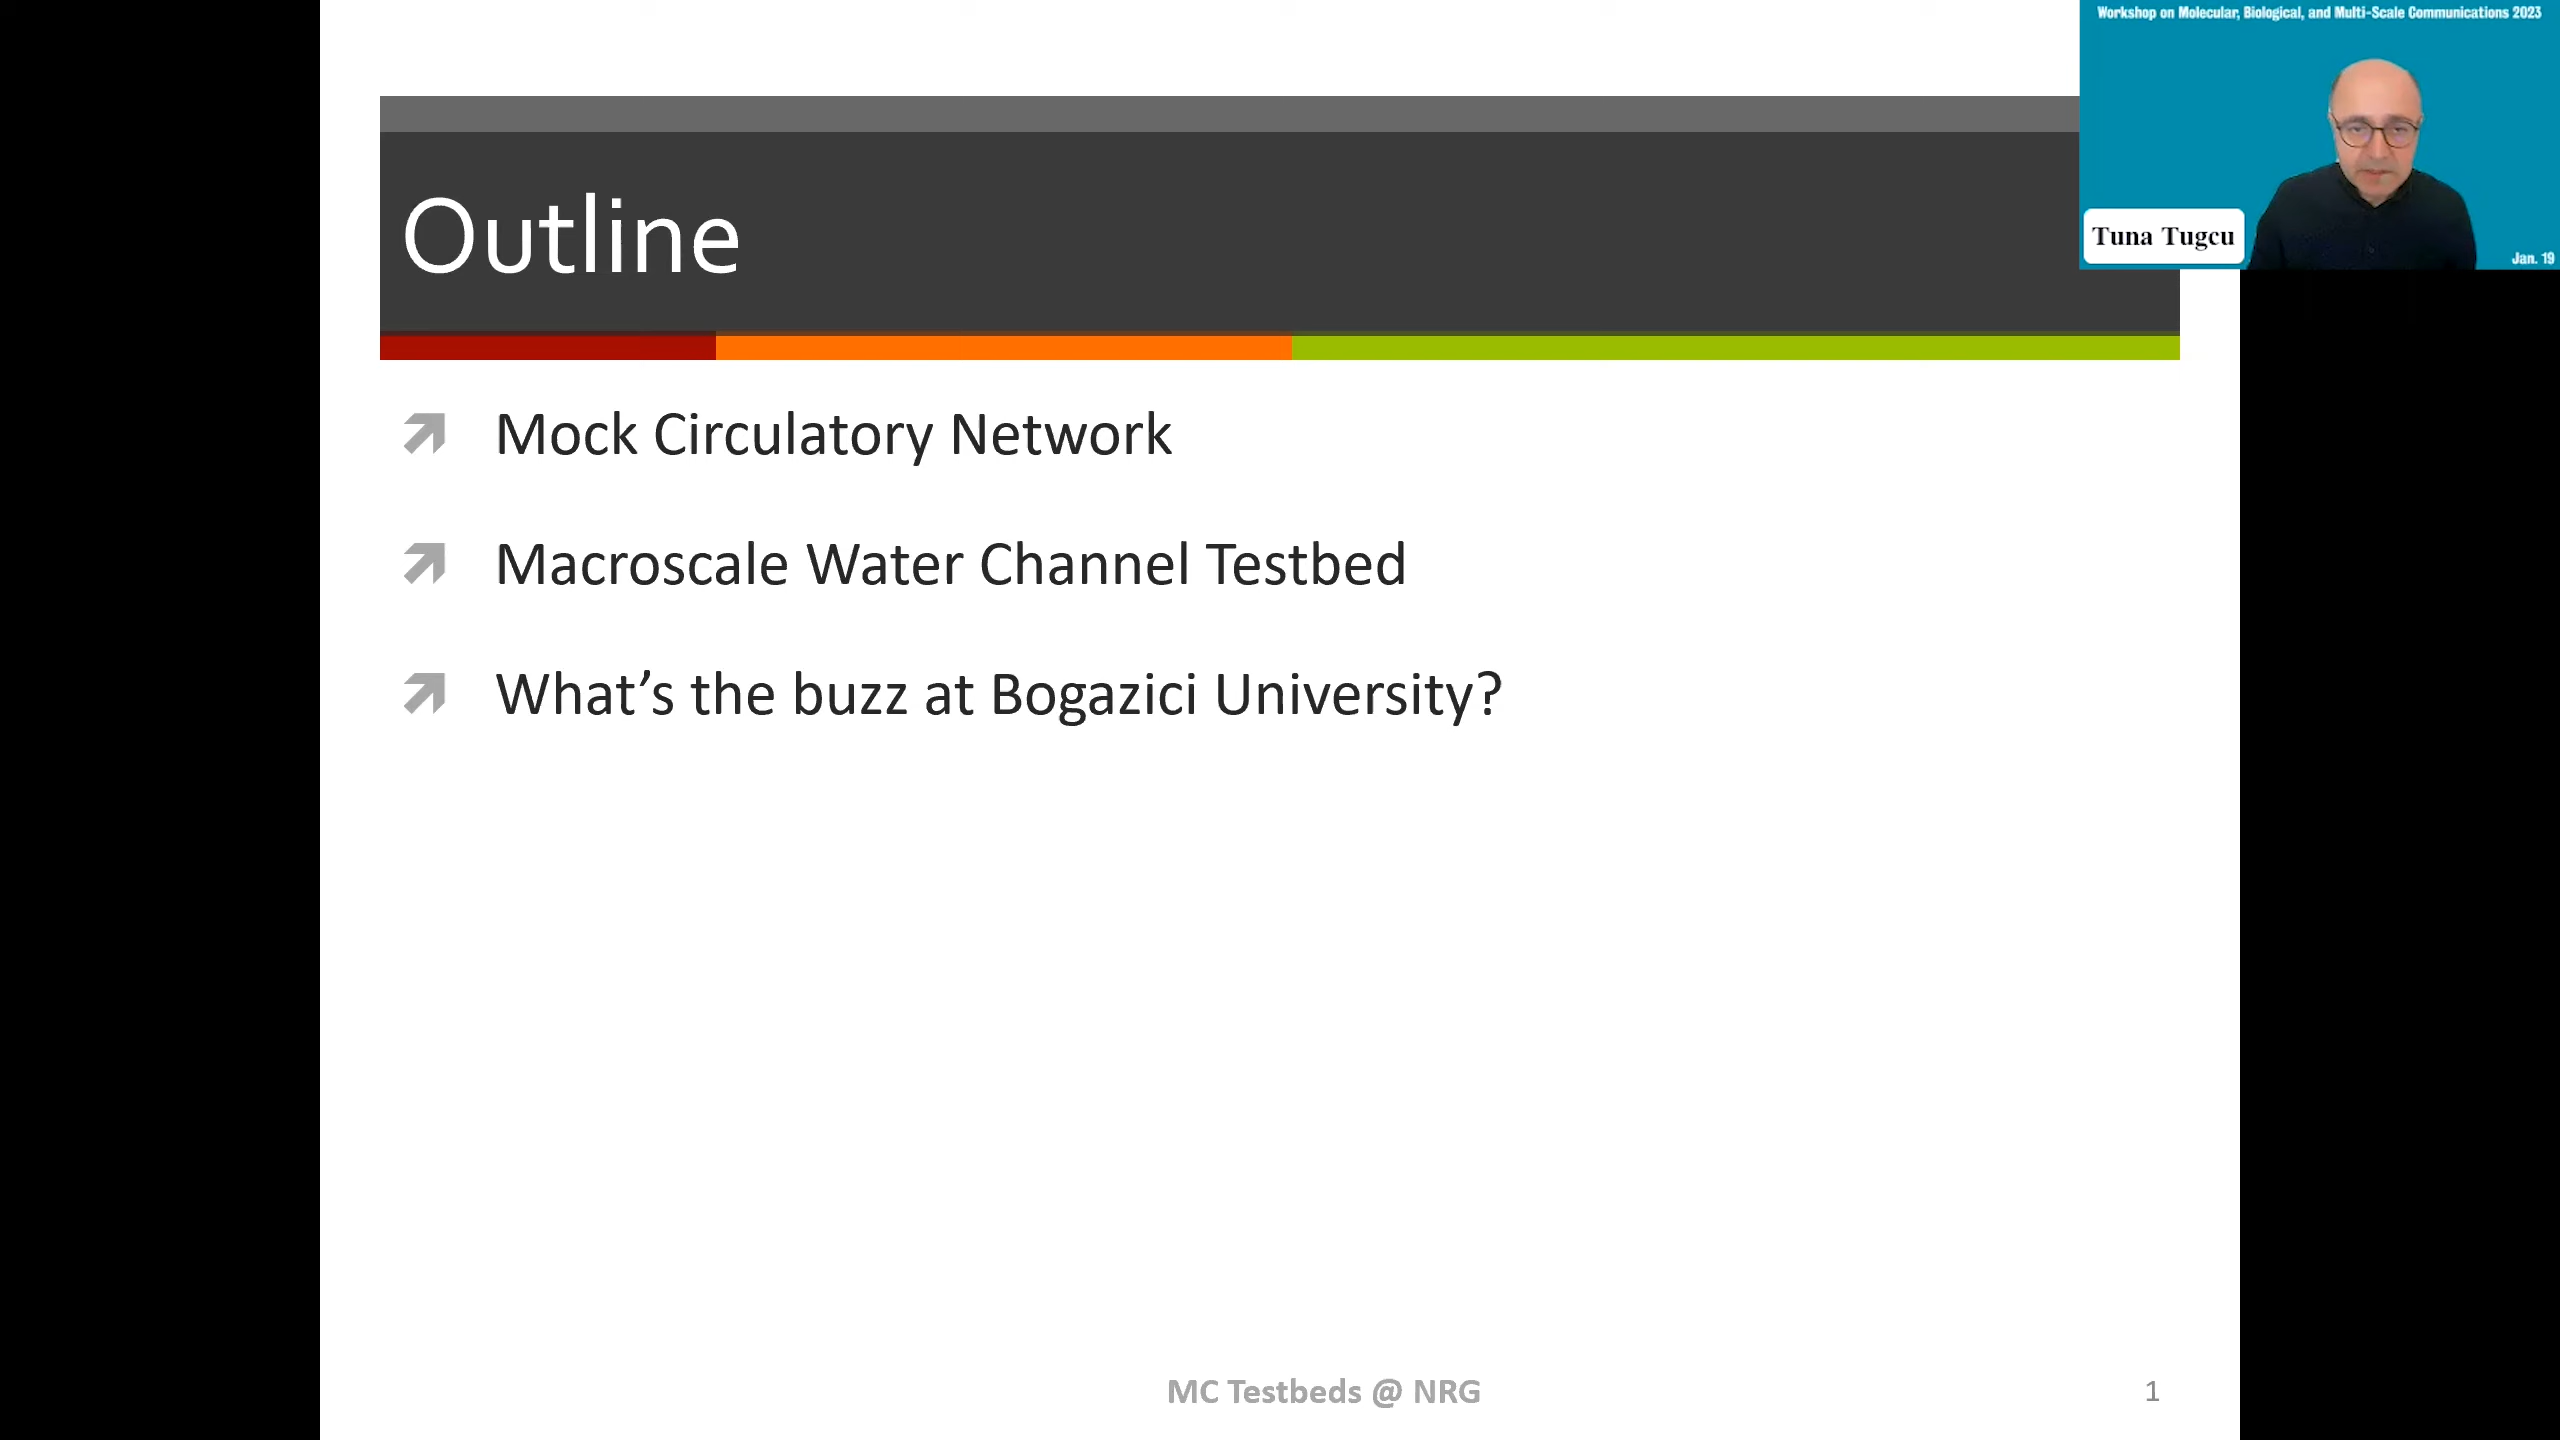 Workshop on Molecular, Biological, and Multi-Scale Communications 2023
Tuna Tugcu
Jan. 19
Outline
Mock Circulatory Network
Macroscale Water Channel Testbed
What’s the buzz at Bogazici University?
MC Testbeds @ NRG
1